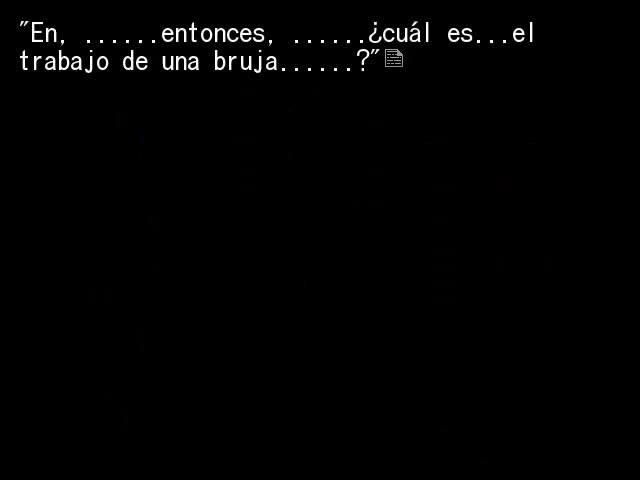 "En, ......entonces, ......¿cuál es...el
trabajo de una bruja......?"